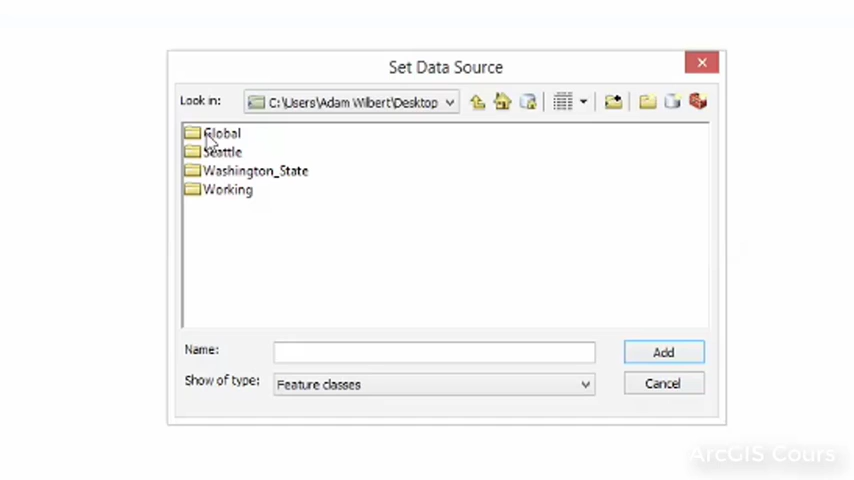 Set Data Source
Look in: C:\Users\Adam Wilbert\Desktop
Global
Seattle
Washington_State
Working
Name: Add
Show of type: Feature classes Cancel
ArcGIS Cours